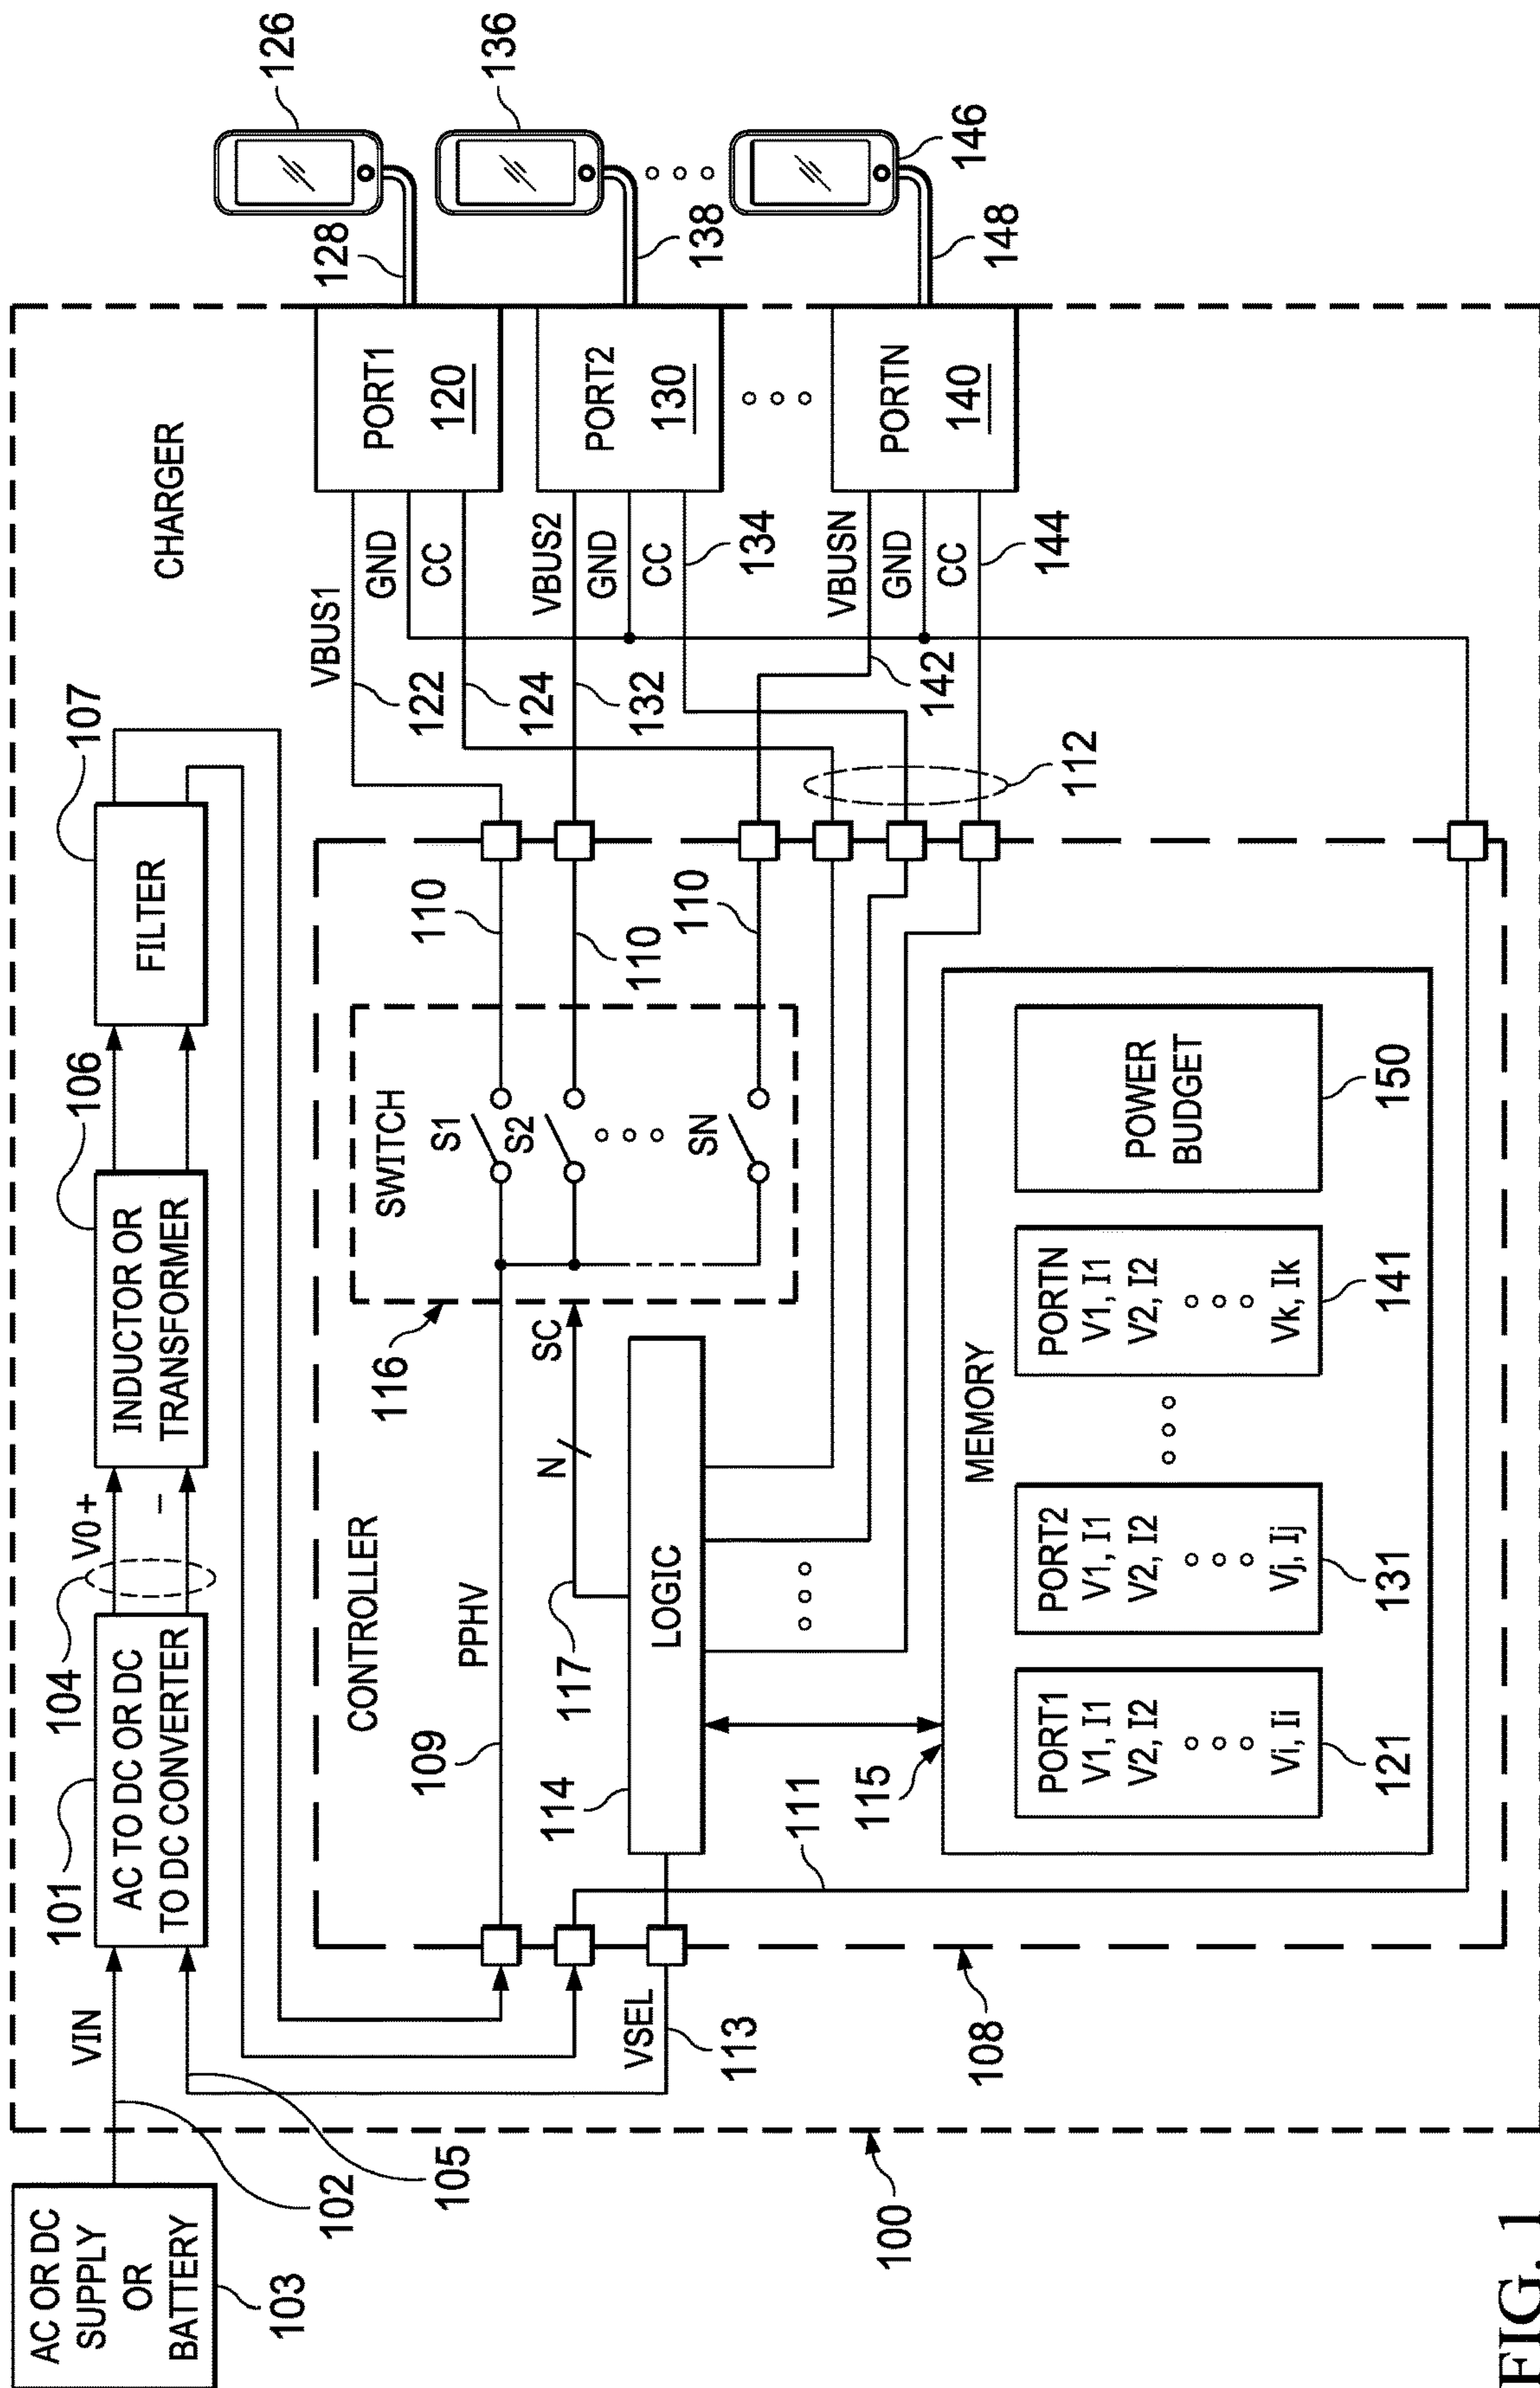 AC OR DC
SUPPLY
OR
BATTERY
103
VIN
102
105
101
AC TO DC OR DC
TO DC CONVERTER
104
V0 +
–
106
INDUCTOR OR
TRANSFORMER
107
FILTER
CHARGER
100
108
VSEL
113
CONTROLLER
109
PPHV
116
SWITCH
S1
S2
SN
110
110
110
117
N
SC
114
LOGIC
111
115
MEMORY
PORT1
V1, I1
V2, I2
Vi, Ii
121
PORT2
V1, I1
V2, I2
Vj, Ij
131
PORTN
V1, I1
V2, I2
Vk, Ik
141
POWER
BUDGET
150
112
VBUS1
122
GND
CC
124
PORT1
120
128
126
VBUS2
132
GND
CC
134
PORT2
130
138
136
VBUSN
142
GND
CC
144
PORTN
140
148
146
FIG. 1